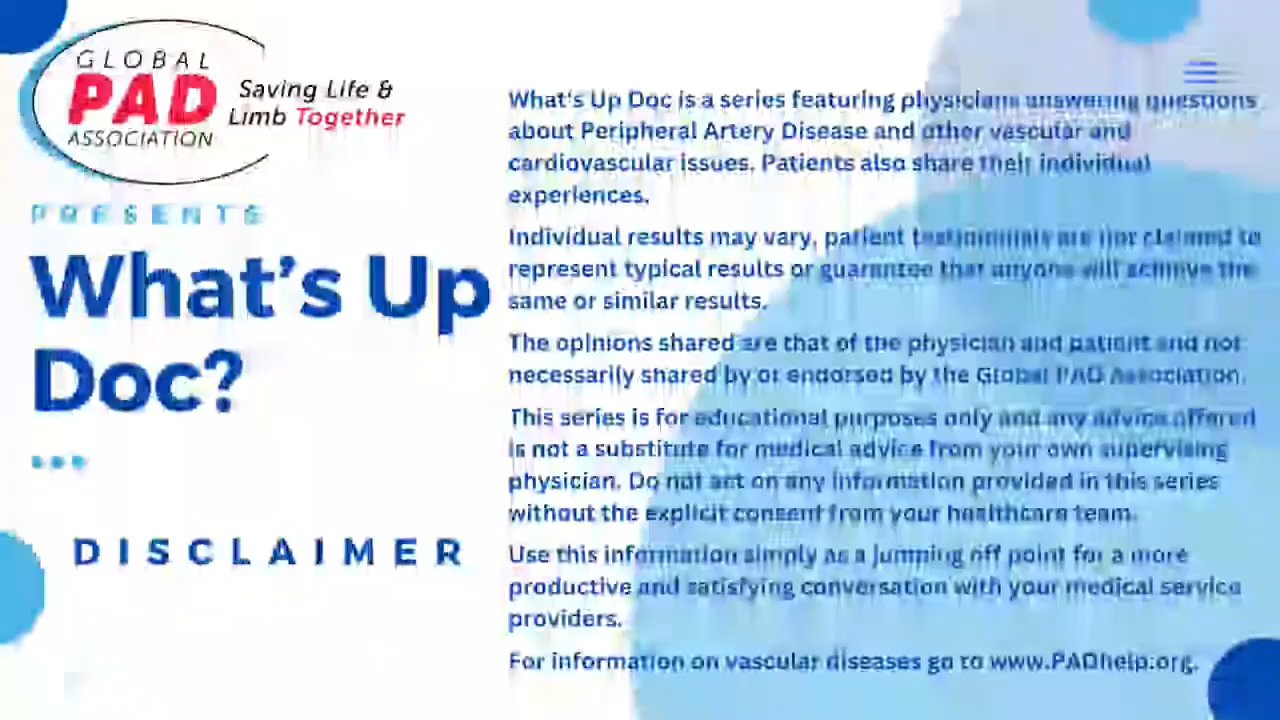 GLOBAL
PAD
ASSOCIATION
Saving Life &
Limb Together
PRESENTS
What's Up
Doc?
DISCLAIMER
What's Up Doc is a series featuring physicians answering questions
about Peripheral Artery Disease and other vascular and
cardiovascular issues. Patients also share their individual
experiences.
Individual results may vary, patient testimonials are not claimed to
represent typical results or guarantee that anyone will achieve the
same or similar results.
The opinions shared are that of the physician and patient and not
necessarily shared by or endorsed by the Global PAD Association.
This series is for educational purposes only and any advice offered
is not a substitute for medical advice from your own supervising
physician. Do not act on any information provided in this series
without the explicit consent from your healthcare team.
Use this information simply as a jumping off point for a more
productive and satisfying conversation with your medical service
providers.
For information on vascular diseases go to www.PADhelp.org.